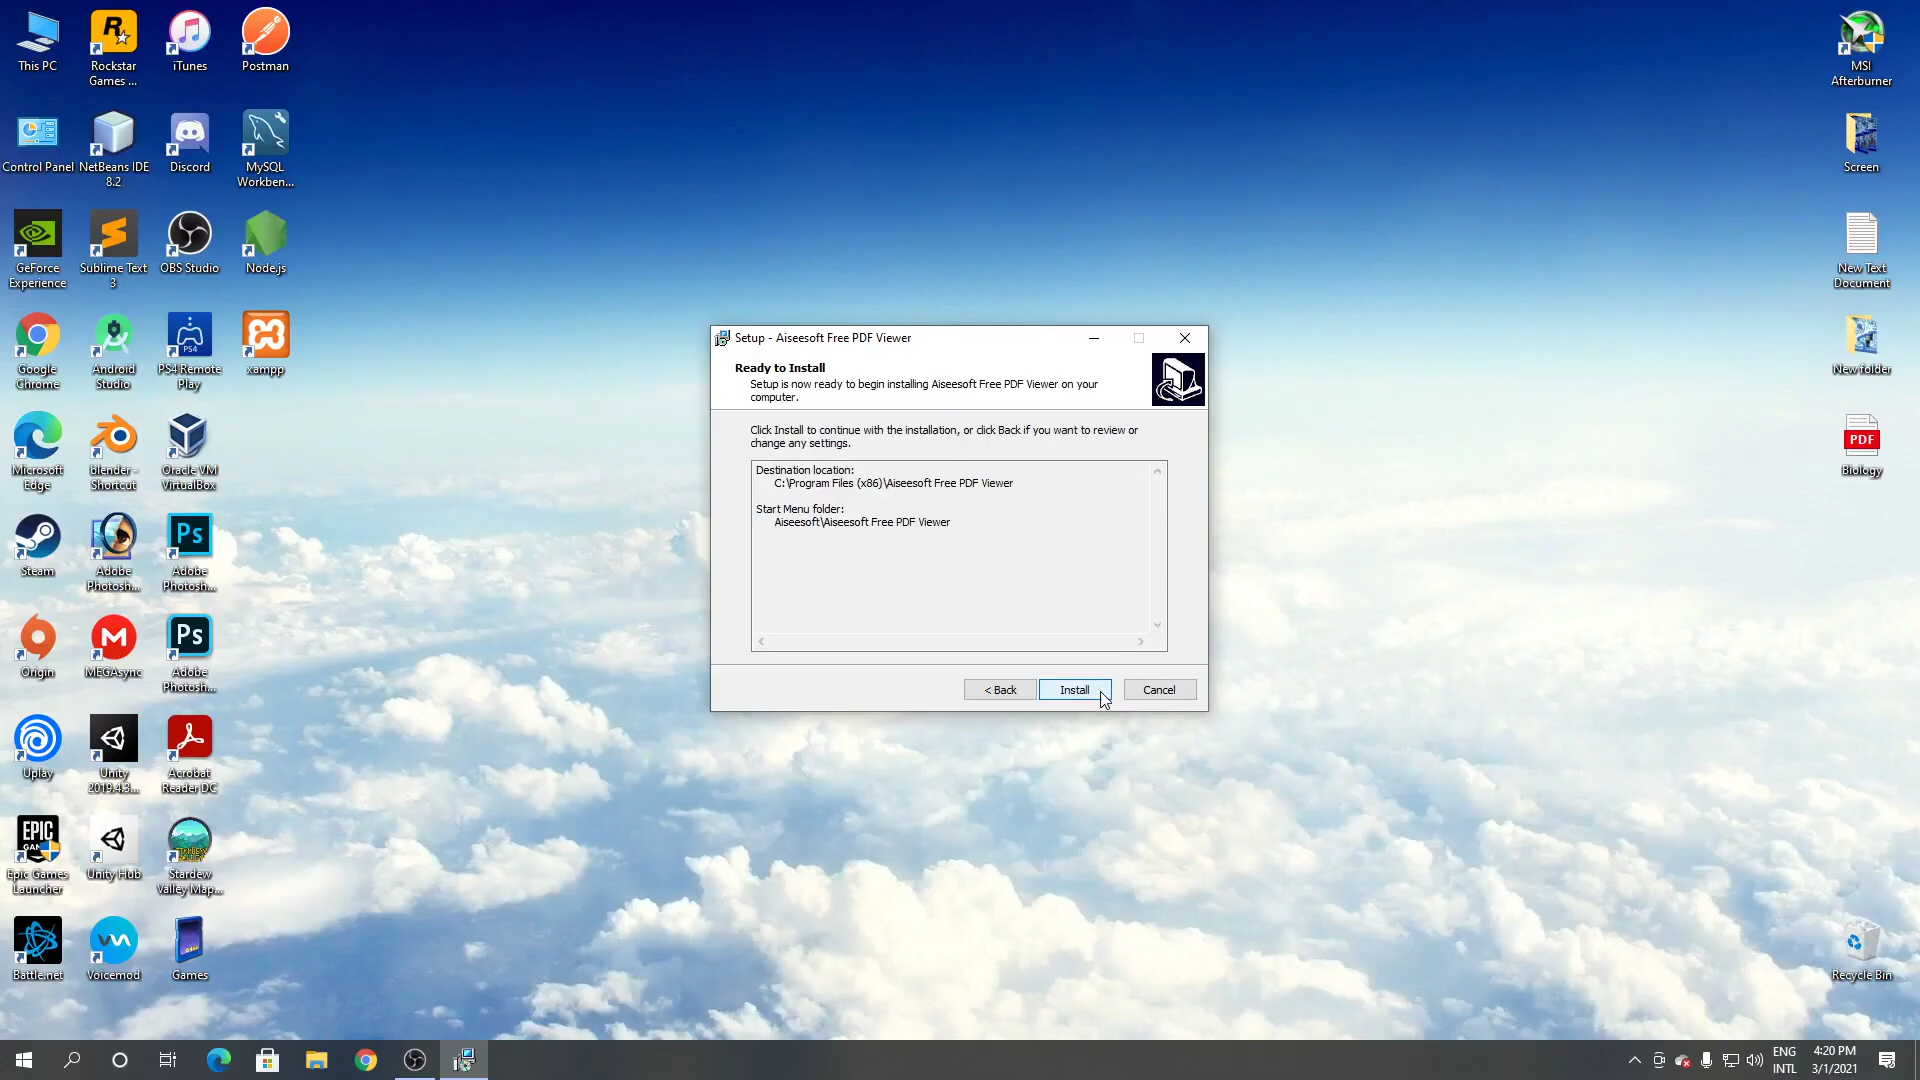 This PC
Rockstar
Games ...
iTunes
Postman
Control Panel
NetBeans IDE
8.2
Discord
MySQL
Workben...
GeForce
Experience
Sublime Text
3
OBS Studio
Node.js
Google
Chrome
Android
Studio
PS4
PS4 Remote
Play
xampp
Microsoft
Edge
blender -
Shortcut
Oracle VM
VirtualBox
Steam
Adobe
Photosh...
Ps
Adobe
Photosh...
Origin
MEGAsync
Ps
Adobe
Photosh...
Uplay
Unity
2019.4.3...
Acrobat
Reader DC
Epic Games
Launcher
Unity Hub
Stardew
Valley Map...
Battle.net
Voicemod
Games
Setup - Aiseesoft Free PDF Viewer
Ready to Install
Setup is now ready to begin installing Aiseesoft Free PDF Viewer on your
computer.
Click Install to continue with the installation, or click Back if you want to review or
change any settings.
Destination location:
C:\Program Files (x86)\Aiseesoft Free PDF Viewer
Start Menu folder:
Aiseesoft\Aiseesoft Free PDF Viewer
< Back
Install
Cancel
MSI
Afterburner
Screen
New Text
Document
New folder
PDF
Biology
Recycle Bin
ENG
INTL
4:20 PM
3/1/2021